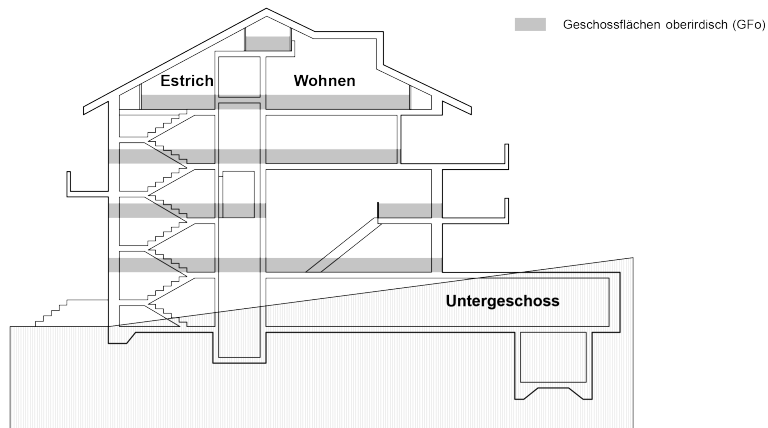 Geschossflächen oberirdisch (GFo)
Estrich
Wohnen
Untergeschoss